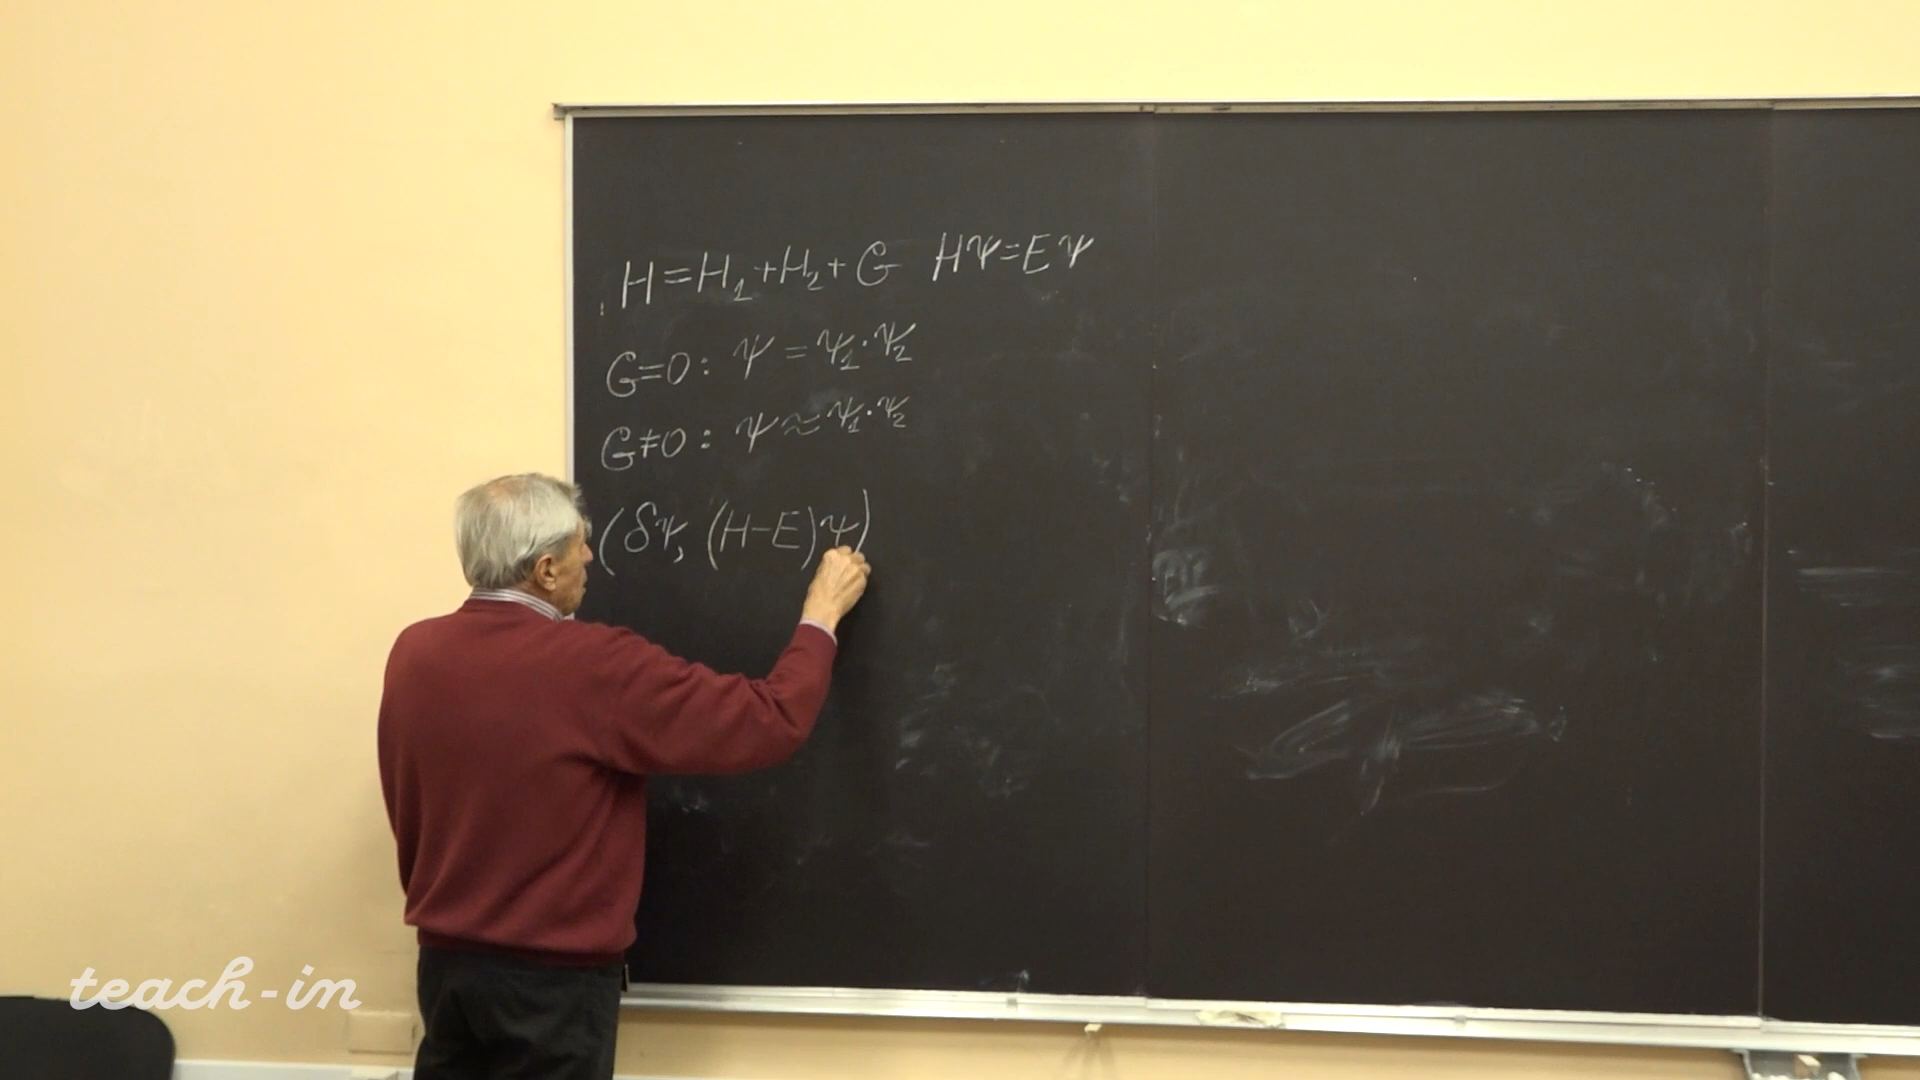 H = H₁ + H₂ + G HΨ = EΨ
G = 0 : Ψ = Ψ₁ · Ψ₂
G ≠ 0 : Ψ ≈ Ψ₁ · Ψ₂
(δΨ, (H − E)Ψ)
teach-in